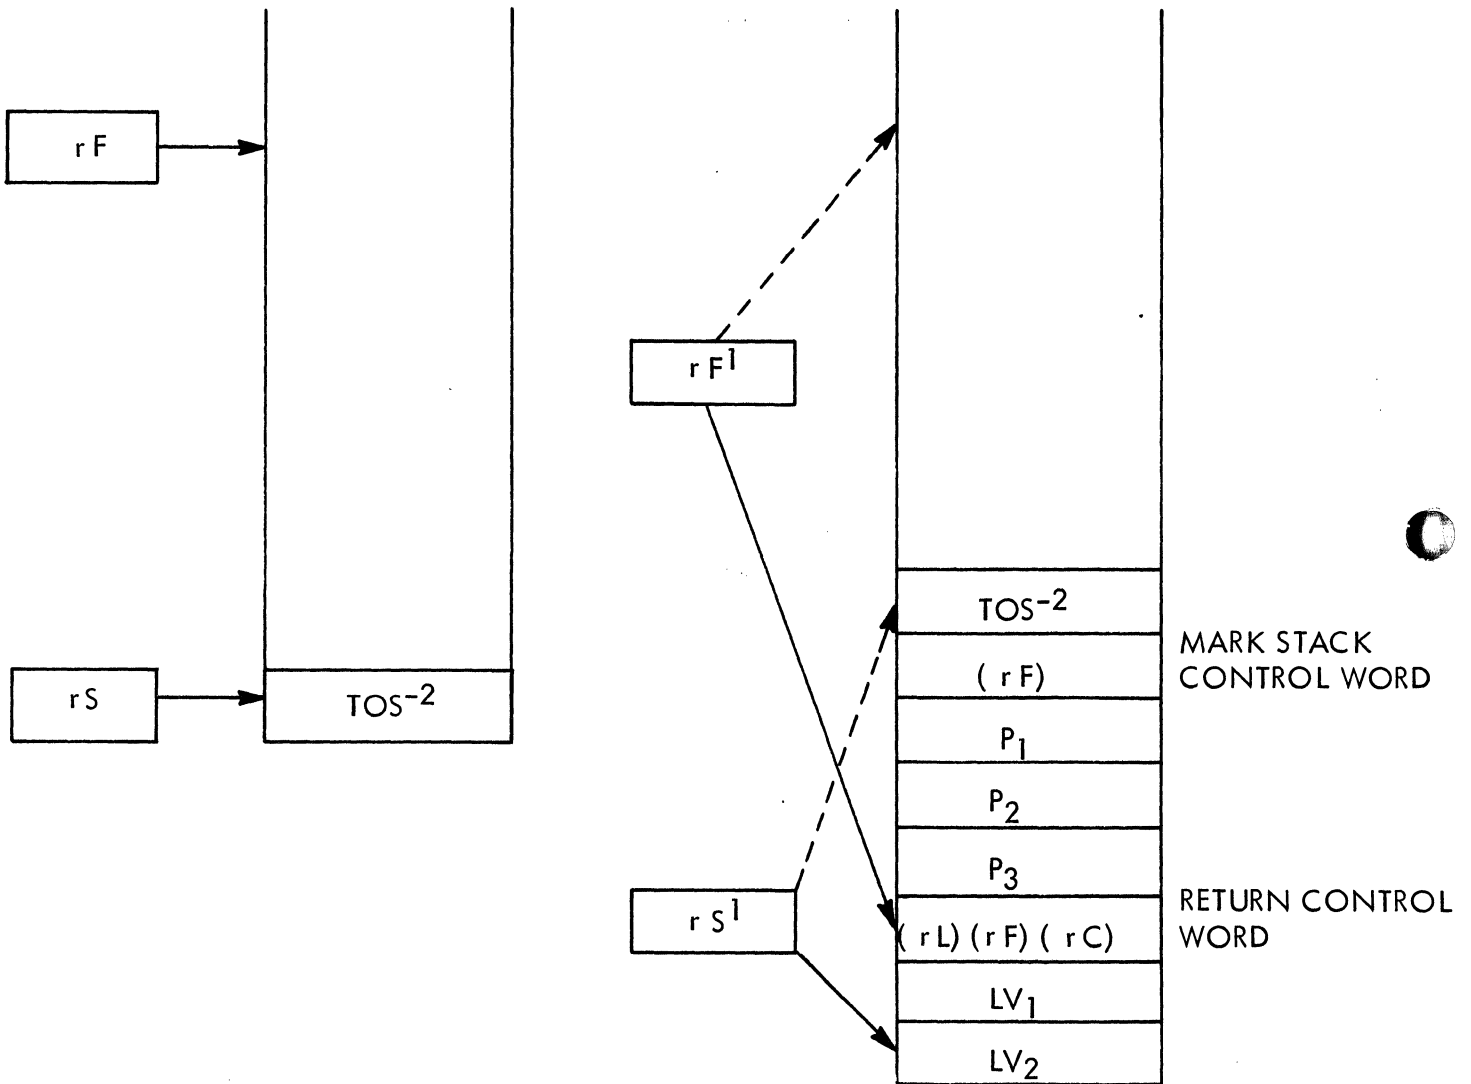 rF
rS
TOS-2
rF1
rS1
TOS-2
(rF)
P1
P2
P3
(rL) (rF) (rC)
LV1
LV2
MARK STACK
CONTROL WORD
RETURN CONTROL
WORD